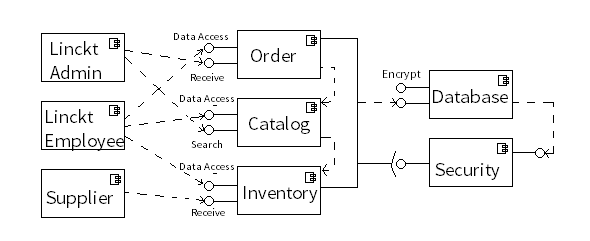 Data Access
Linckt
Admin
Order
Receive
Encrypt
Data Access
Linckt
Employee
Catalog
Database
Search
Data Access
Supplier
Inventory
Security
Receive